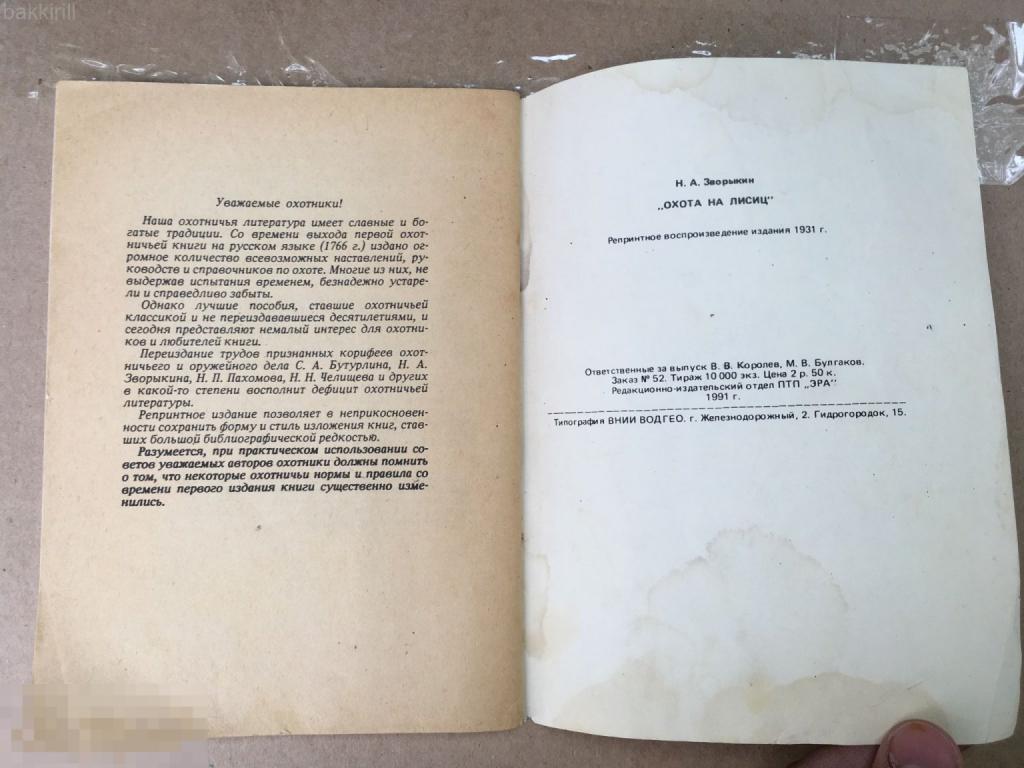 bakkirill
Уважаемые охотники!
Наша охотничья литература имеет славные и бо-
гатые традиции. Со времени выхода первой охот-
ничьей книги на русском языке (1766 г.) издано ог-
ромное количество всевозможных наставлений, ру-
ководств и справочников по охоте. Многие из них, не
выдержав испытания временем, безнадежно устаре-
ли и справедливо забыты.
Однако лучшие пособия, ставшие охотничьей
классикой и не переиздававшиеся десятилетиями, и
сегодня представляют немалый интерес для охотни-
ков и любителей книги.
Переиздание трудов признанных корифеев охот-
ничьего и оружейного дела С. А. Бутурлина, Н. А.
Зворыкина, Н. П. Пахомова, Н. Н. Челищева и других
в какой-то степени восполнит дефицит охотничьей
литературы.
Репринтное издание позволяет в неприкосновен-
ности сохранить форму и стиль изложения книг, став-
ших большой библиографической редкостью.
Разумеется, при практическом использовании со-
ветов уважаемых авторов охотники должны помнить
о том, что некоторые охотничьи нормы и правила со
времени первого издания книги существенно изме-
нились.
Н. А. Зворыкин
„ОХОТА НА ЛИСИЦ"
Репринтное воспроизведение издания 1931 г.
Ответственные за выпуск В. В. Королев, М. В. Булгаков.
Заказ № 52. Тираж 10 000 экз. Цена 2 р. 50 к.
Редакционно-издательский отдел ПТП „ЭРА"
1991 г.
Типография ВНИИ ВОДГЕО. г. Железнодорожный, 2. Гидрогородок, 15.